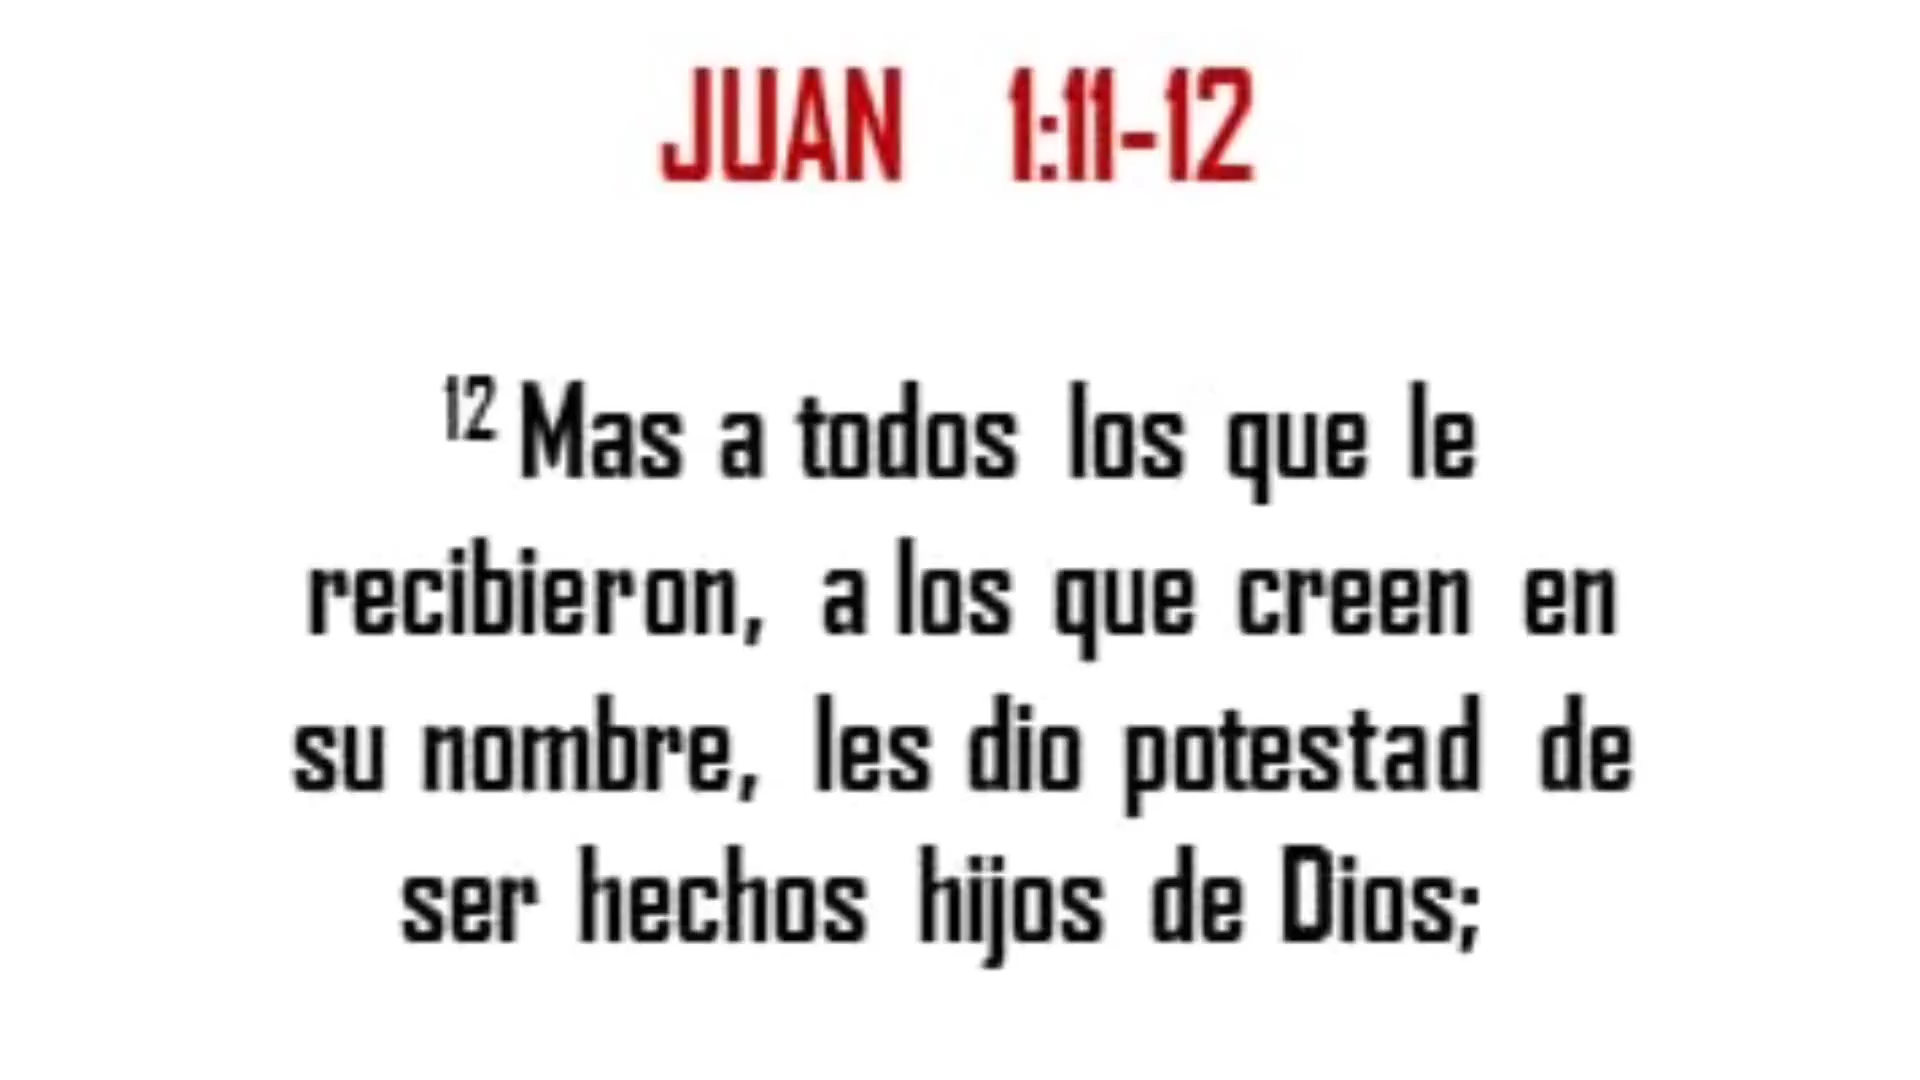 JUAN 1:11-12
12 Mas a todos los que le
recibieron, a los que creen en
su nombre, les dio potestad de
ser hechos hijos de Dios;